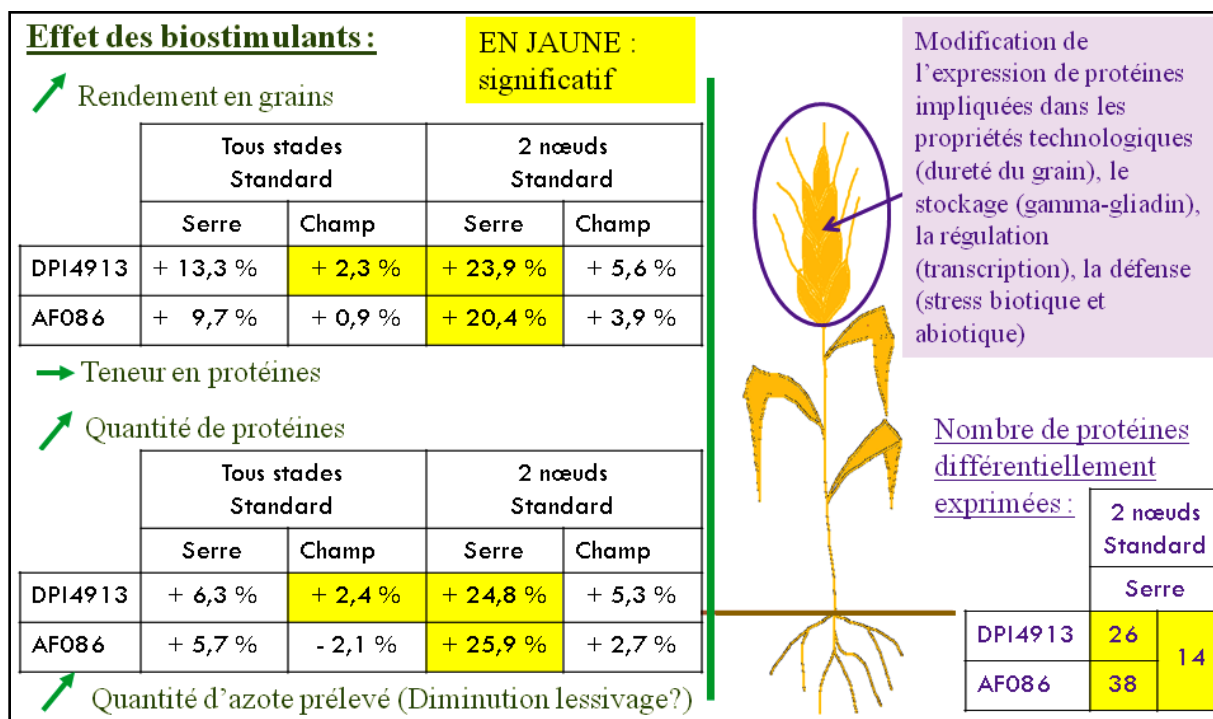 Effet des biostimulants :
EN JAUNE :
significatif
Rendement en grains
Tous stades
Standard
2 nœuds
Standard
Serre Champ Serre Champ
DPI4913 + 13,3 % + 2,3 % + 23,9 % + 5,6 %
AF086 + 9,7 % + 0,9 % + 20,4 % + 3,9 %
Teneur en protéines
Quantité de protéines
Tous stades
Standard
2 nœuds
Standard
Serre Champ Serre Champ
DPI4913 + 6,3 % + 2,4 % + 24,8 % + 5,3 %
AF086 + 5,7 % - 2,1 % + 25,9 % + 2,7 %
Quantité d’azote prélevé (Diminution lessivage?)
Modification de
l’expression de protéines
impliquées dans les
propriétés technologiques
(dureté du grain), le
stockage (gamma-gliadin),
la régulation
(transcription), la défense
(stress biotique et
abiotique)
Nombre de protéines
différentiellement
exprimées :
2 nœuds
Standard
Serre
DPI4913 26
14
AF086 38